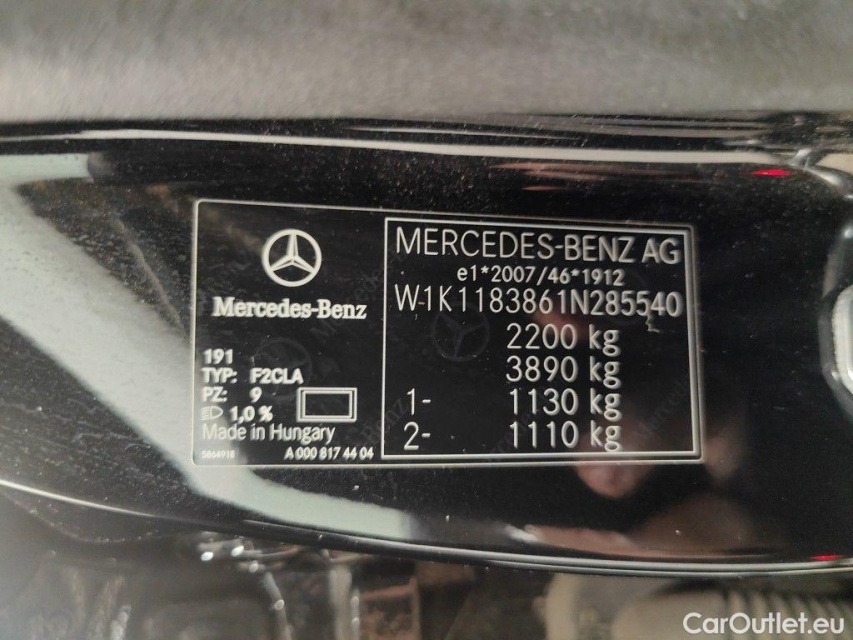 Mercedes-Benz
191
TYP: F2CLA
PZ: 9
1,0 %
Made in Hungary
5864918
A 000 817 44 04
MERCEDES-BENZ AG
e1*2007/46*1912
W1K1183861N285540
2200 kg
3890 kg
1- 1130 kg
2- 1110 kg
CarOutlet.eu